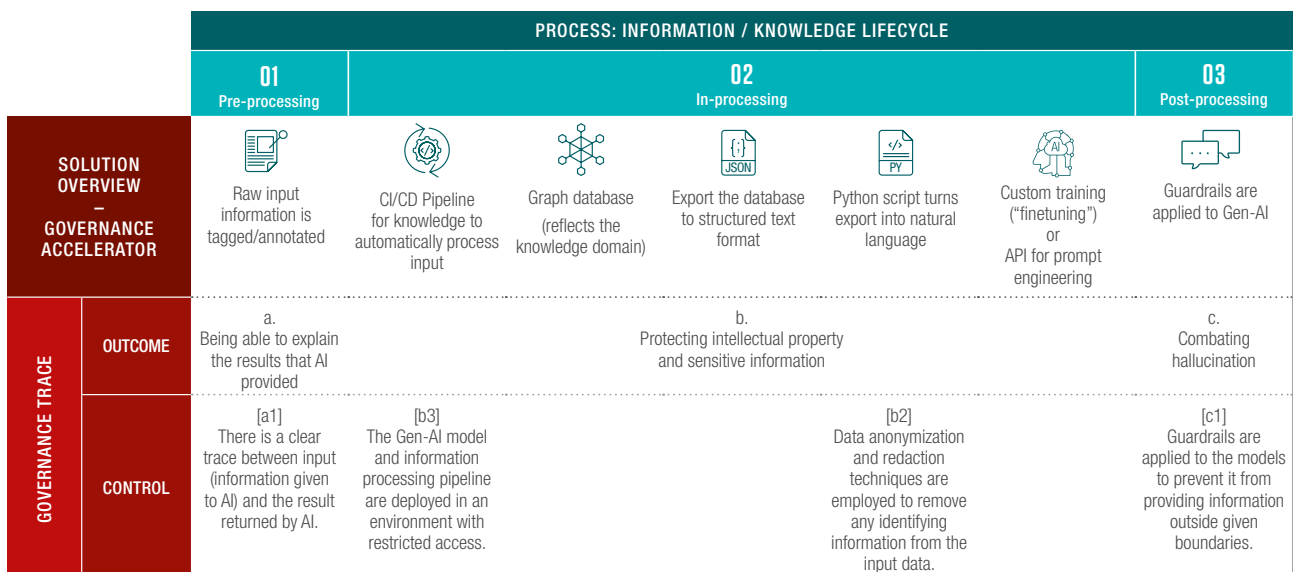 PROCESS: INFORMATION / KNOWLEDGE LIFECYCLE
01
Pre-processing
02
In-processing
03
Post-processing
SOLUTION
OVERVIEW
–
GOVERNANCE
ACCELERATOR
Raw input
information is
tagged/annotated
CI/CD Pipeline
for knowledge to
automatically process
input
Graph database
(reflects the
knowledge domain)
{;}
JSON
Export the database
to structured text
format
</>
PY
Python script turns
export into natural
language
AI
Custom training
(“finetuning”)
or
API for prompt
engineering
Guardrails are
applied to Gen-AI
GOVERNANCE TRACE
OUTCOME
a.
Being able to explain
the results that AI
provided
b.
Protecting intellectual property
and sensitive information
c.
Combating
hallucination
CONTROL
[a1]
There is a clear
trace between input
(information given
to AI) and the result
returned by AI.
[b3]
The Gen-AI model
and information
processing pipeline
are deployed in an
environment with
restricted access.
[b2]
Data anonymization
and redaction
techniques are
employed to remove
any identifying
information from the
input data.
[c1]
Guardrails are
applied to the models
to prevent it from
providing information
outside given
boundaries.